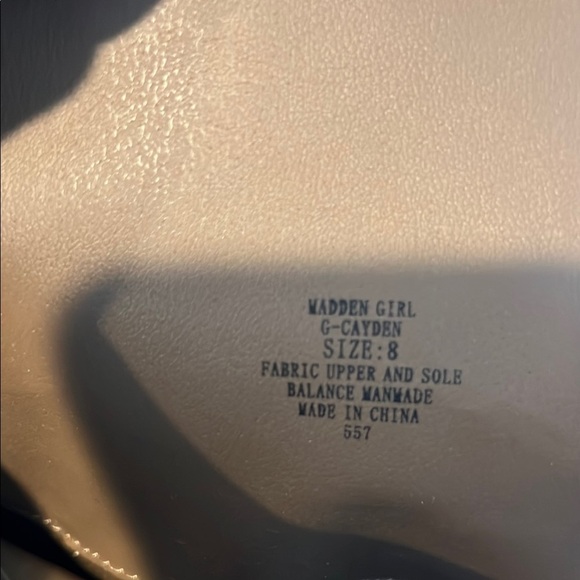 MADDEN GIRL
G-CAYDEN
SIZE:8
FABRIC UPPER AND SOLE
BALANCE MANMADE
MADE IN CHINA
557